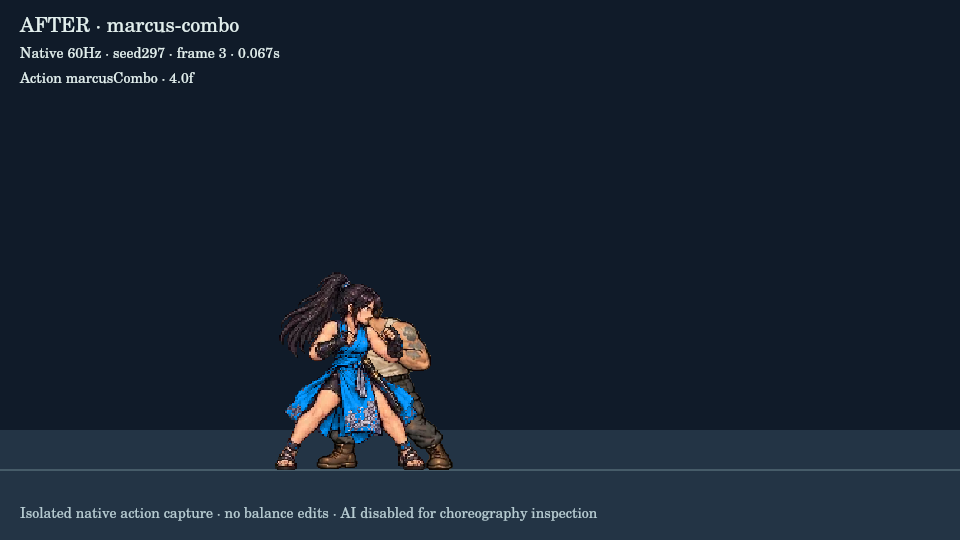 AFTER · marcus-combo
Native 60Hz · seed297 · frame 3 · 0.067s
Action marcusCombo · 4.0f
Isolated native action capture · no balance edits · AI disabled for choreography inspection